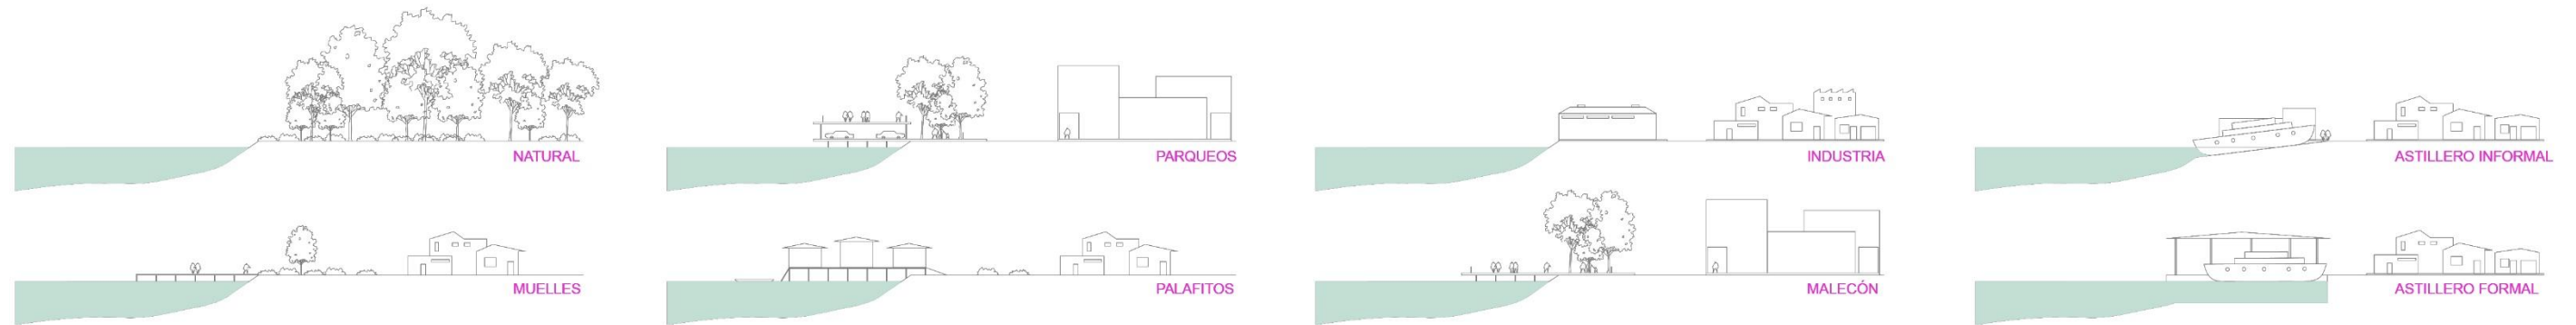 NATURAL
PARQUEOS
INDUSTRIA
ASTILLERO INFORMAL
MUELLES
PALAFITOS
MALECÓN
ASTILLERO FORMAL